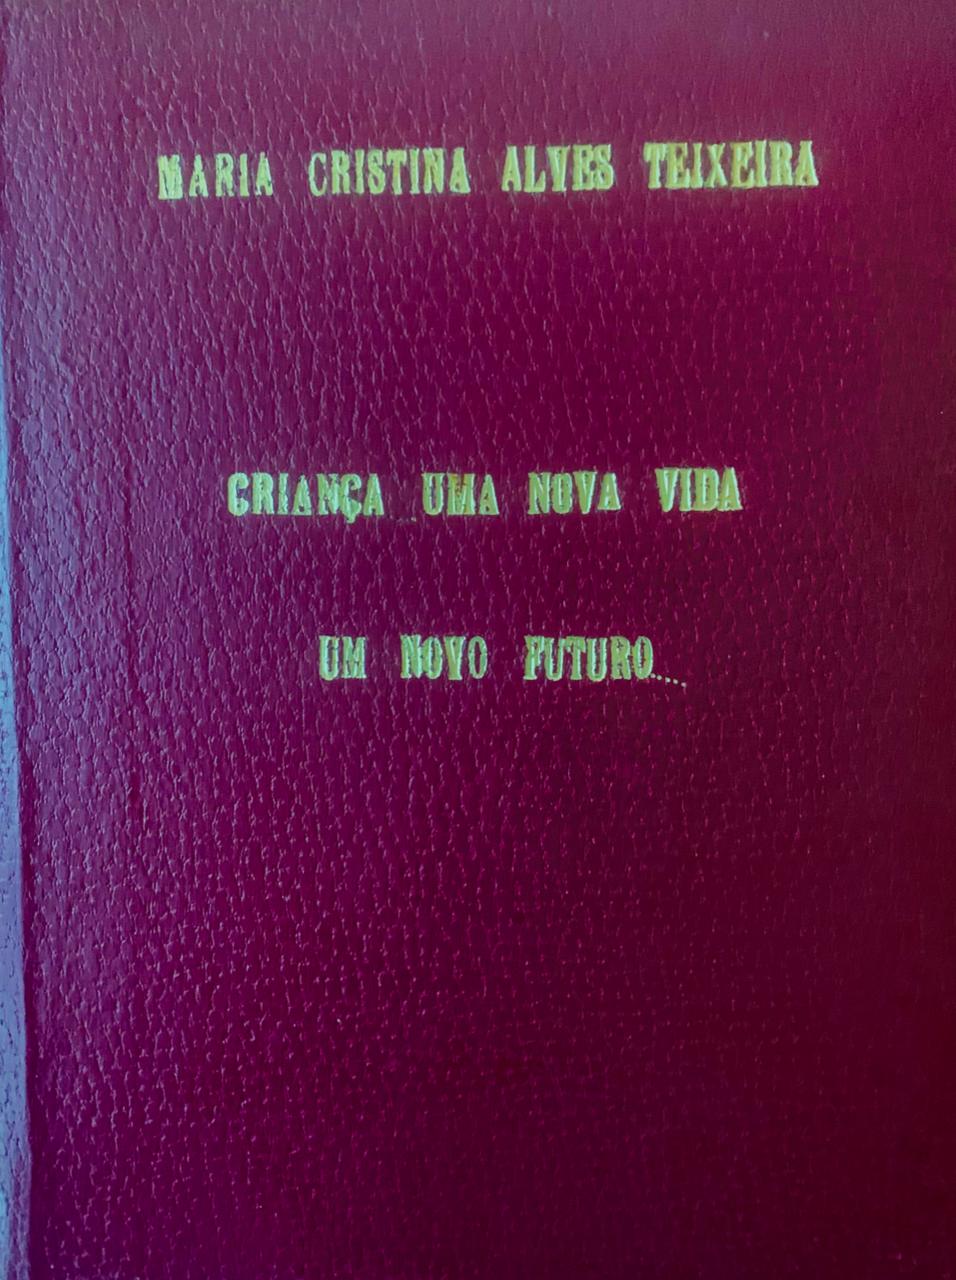 MARIA CRISTINA ALVES TEIXEIRA
CRIANÇA UMA NOVA VIDA
UM NOVO FUTURO.....